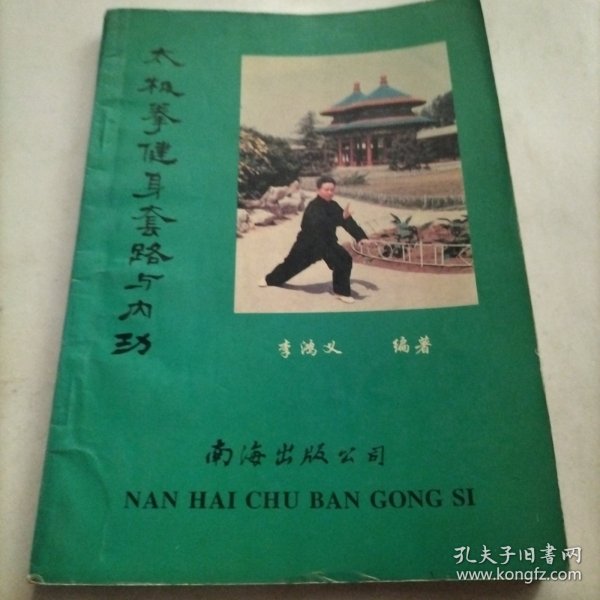 太极拳健身套路与内功
李鸿义 编著
南海出版公司
NAN HAI CHU BAN GONG SI
孔夫子旧书网
www.kongfz.com